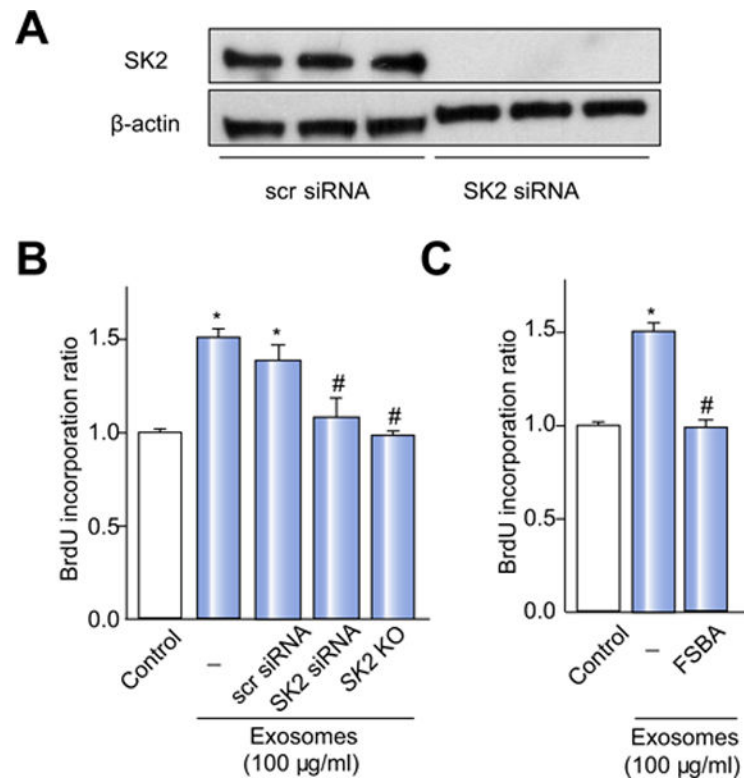 A
SK2
β-actin
scr siRNA SK2 siRNA
B
BrdU incorporation ratio
1.5
1.0
0.5
0.0
* * # #
Control – scr siRNA SK2 siRNA SK2 KO
Exosomes
(100 µg/ml)
C
BrdU incorporation ratio
1.5
1.0
0.5
0.0
* #
Control – FSBA
Exosomes
(100 µg/ml)